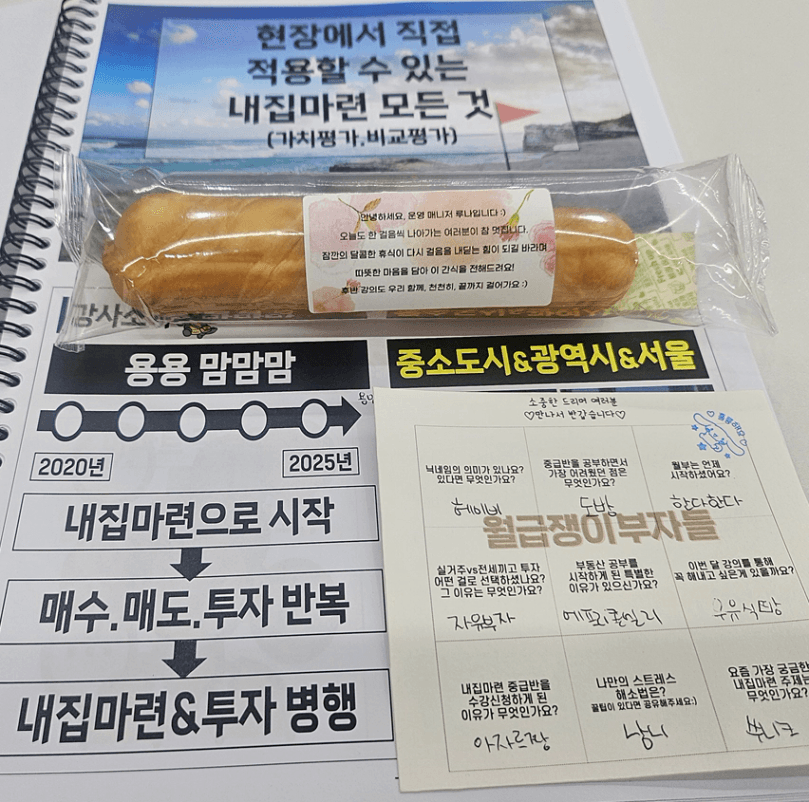 현장에서 직접
적용할 수 있는
내집마련 모든 것
(가치평가,비교평가)
안녕하세요, 운영 매니저 루나입니다 :)
오늘도 한 걸음씩 나아가는 여러분이 참 멋집니다.
잠깐의 달콤한 휴식이 다시 걸음을 내딛는 힘이 되길 바라며
따뜻한 마음을 담아 이 간식을 전해드려요!
후반 강의도 우리 함께, 천천히, 끝까지 걸어가요 :)
강사소
용용 맘맘맘
2020년
2025년
내집마련으로 시작
매수.매도.투자 반복
내집마련&투자 병행
중소도시&광역시&서울
소중한 드리머 여러분
♡만나서 반갑습니다♡
닉네임의 의미가 있나요?
있다면 무엇인가요?
헤이비
중급반을 공부하면서
가장 어려웠던 점은
무엇인가요?
도방
월부는 언제
시작하셨어요?
한다한다
월급쟁이부자들
실거주vs전세끼고 투자
어떤 걸로 선택하셨나요?
그 이유는 무엇인가요?
자유부자
부동산 공부를
시작하게 된 특별한
이유가 있으신가요?
이번 달 강의를 통해
꼭 해내고 싶은게 있을까요?
우유식빵
내집마련 중급반을
수강신청하게 된
이유가 무엇인가요?
아자르짱
나만의 스트레스
해소법은?
꿀팁이 있다면 공유해주세요:)
냥니
요즘 가장 궁금한
내집마련 주제는
무엇인가요?